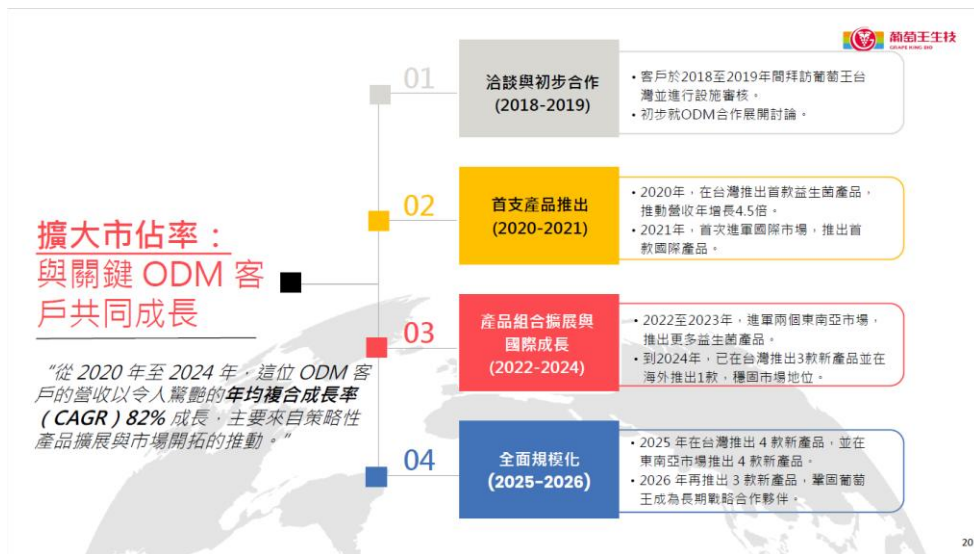 葡萄王生技
GRAPE KING BIO
擴大市佔率：
與關鍵 ODM 客
戶共同成長
“從 2020 年至 2024 年，這位 ODM 客
戶的營收以令人驚艷的年均複合成長率
（CAGR）82% 成長，主要來自策略性
產品擴展與市場開拓的推動。”
01
洽談與初步合作
(2018-2019)
• 客戶於2018至2019年間拜訪葡萄王台
灣並進行設施審核。
• 初步就ODM合作展開討論。
02
首支產品推出
(2020-2021)
• 2020年，在台灣推出首款益生菌產品，
推動營收年增長4.5倍。
• 2021年，首次進軍國際市場，推出首
款國際產品。
03
產品組合擴展與
國際成長
(2022-2024)
• 2022至2023年，進軍兩個東南亞市場，
推出更多益生菌產品。
• 到2024年，已在台灣推出3款新產品並在
海外推出1款，穩固市場地位。
04
全面規模化
(2025-2026)
• 2025 年在台灣推出 4 款新產品，並在
東南亞市場推出 4 款新產品。
• 2026 年再推出 3 款新產品，鞏固葡萄
王成為長期戰略合作夥伴。
20